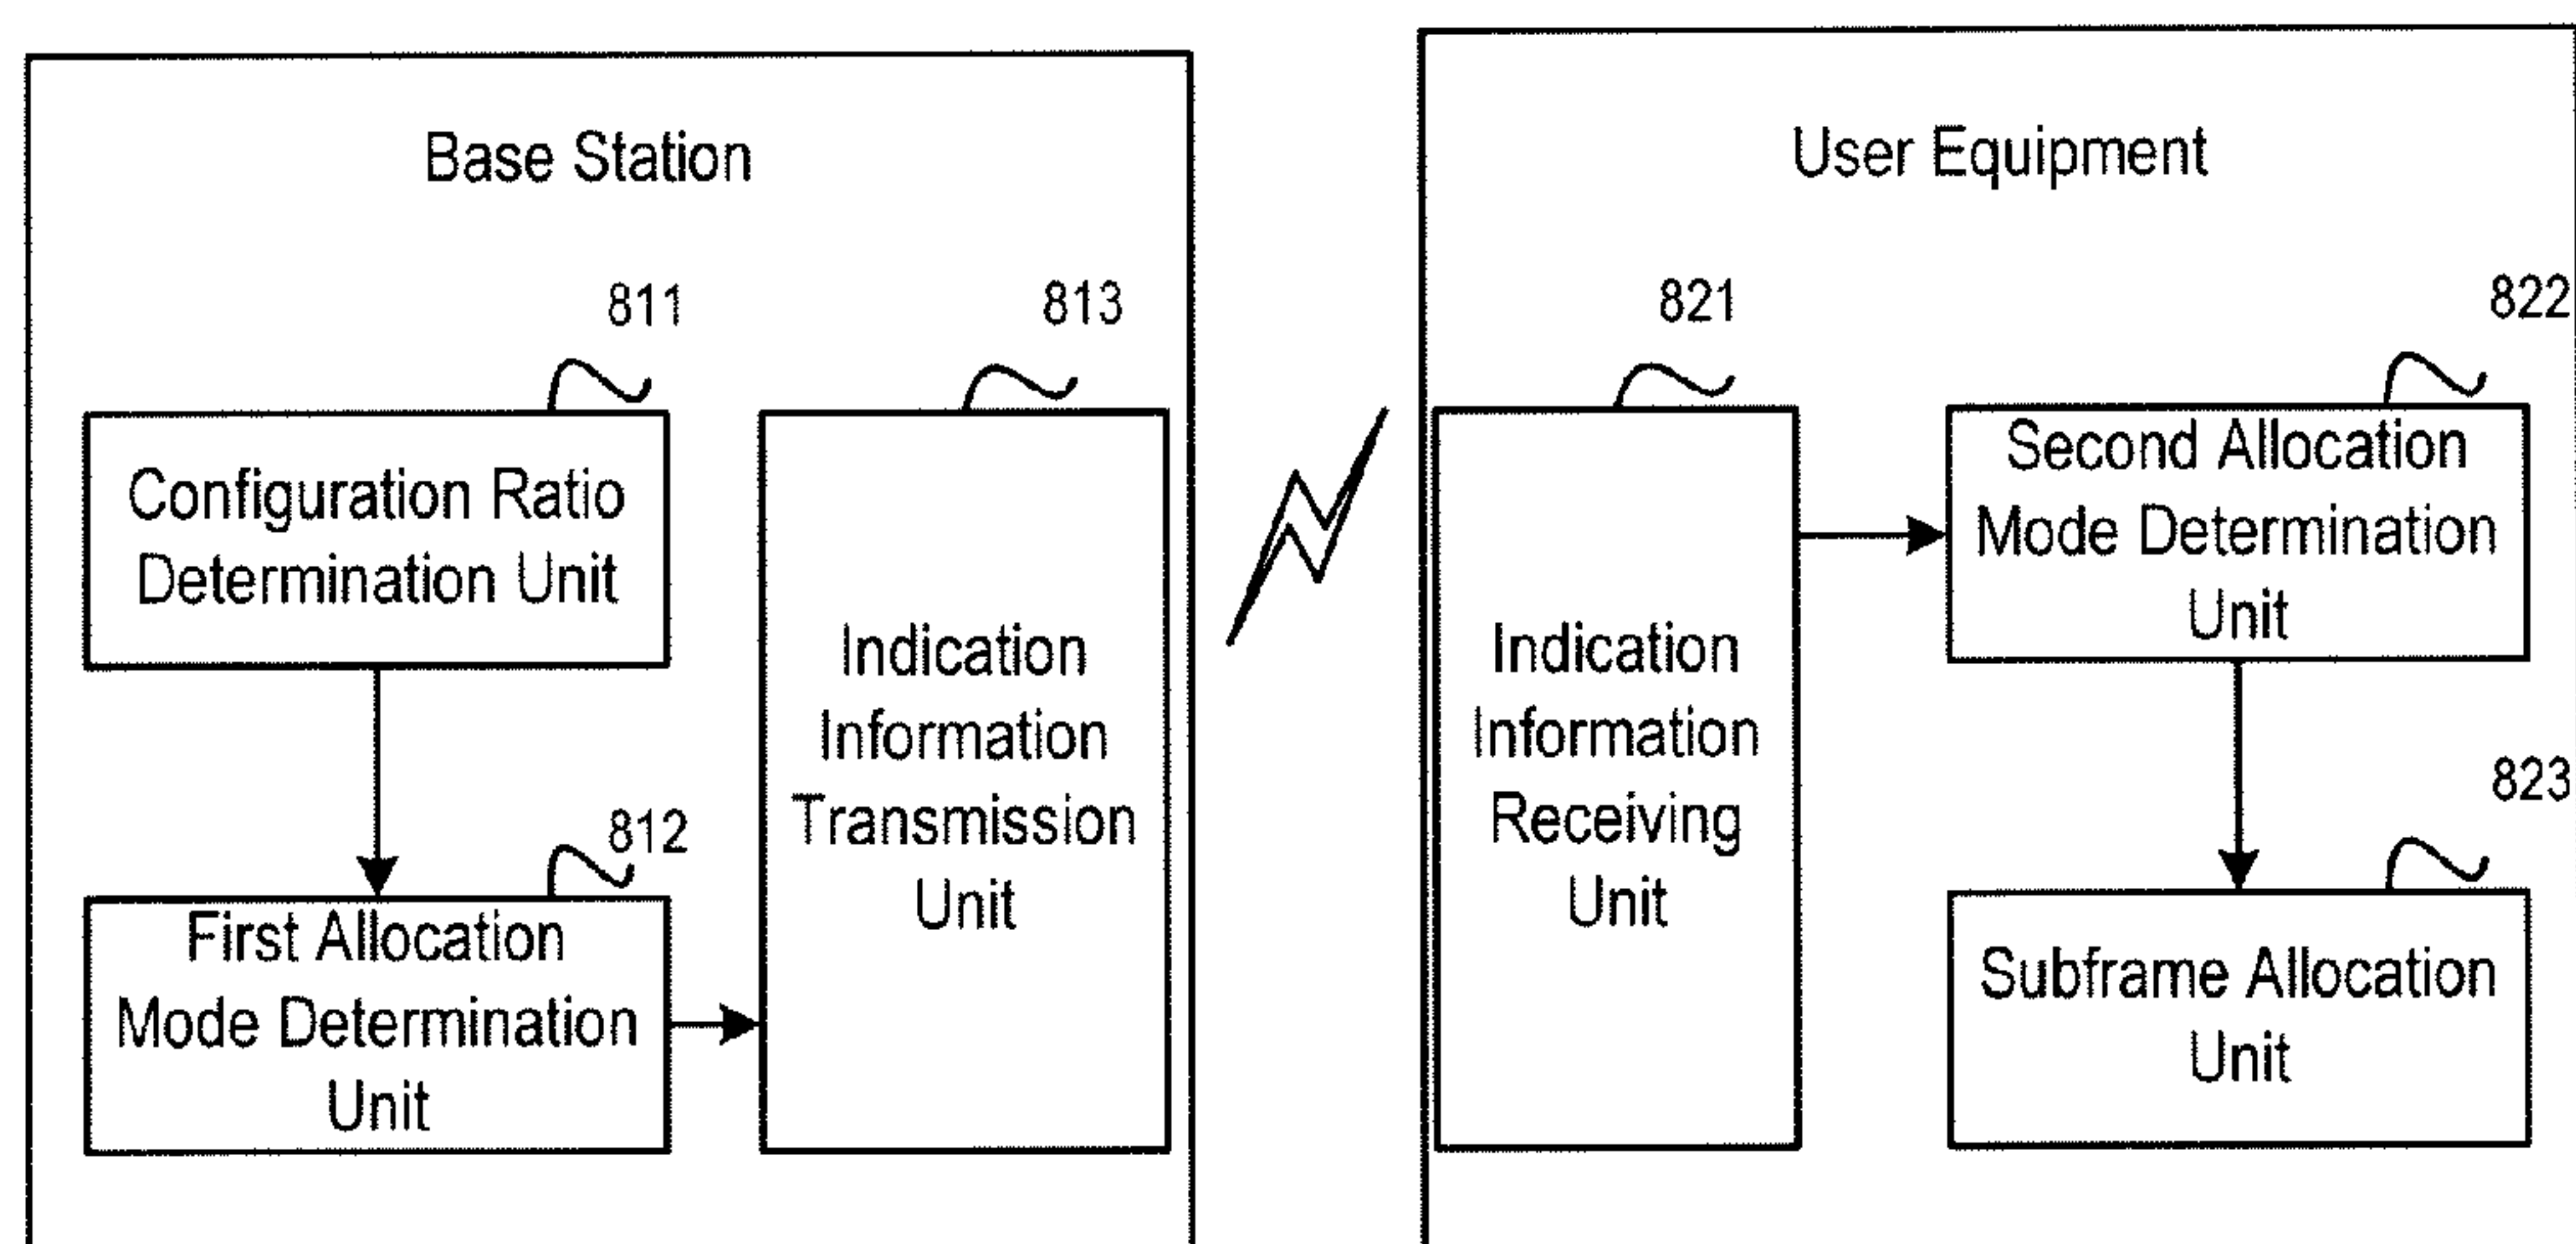 Base Station
811
813
Configuration Ratio
Determination Unit
Indication
Information
Transmission
Unit
812
First Allocation
Mode Determination
Unit
User Equipment
821
822
Indication
Information
Receiving
Unit
Second Allocation
Mode Determination
Unit
823
Subframe Allocation
Unit